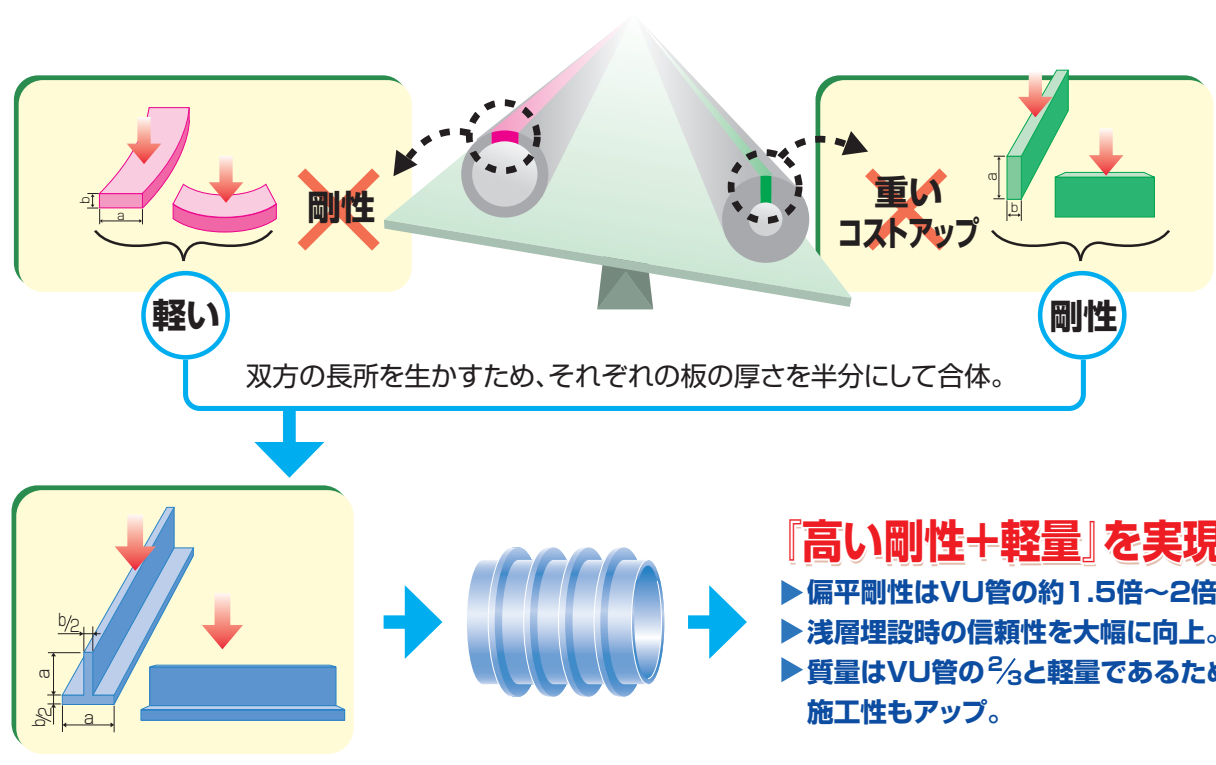 剛性
重い
コストアップ
b
a
a
b
軽い
剛性
双方の長所を生かすため、それぞれの板の厚さを半分にして合体。
b/2
a
b/2
a
『高い剛性＋軽量』を実現
▶偏平剛性はVU管の約1.5倍～2倍
▶浅層埋設時の信頼性を大幅に向上。
▶質量はVU管の2/3と軽量であるため
施工性もアップ。